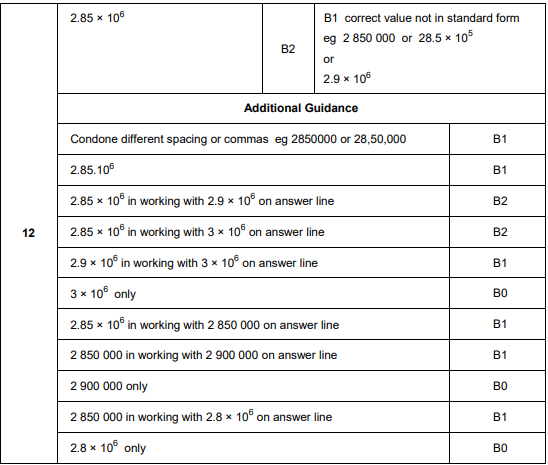 2.85 × 10⁶
B2
B1 correct value not in standard form
eg 2 850 000 or 28.5 × 10⁵
or
2.9 × 10⁶
Additional Guidance
Condone different spacing or commas eg 2850000 or 28,50,000
B1
2.85.10⁶
B1
2.85 × 10⁶ in working with 2.9 × 10⁶ on answer line
B2
12
2.85 × 10⁶ in working with 3 × 10⁶ on answer line
B2
2.9 × 10⁶ in working with 3 × 10⁶ on answer line
B1
3 × 10⁶ only
B0
2.85 × 10⁶ in working with 2 850 000 on answer line
B1
2 850 000 in working with 2 900 000 on answer line
B1
2 900 000 only
B0
2 850 000 in working with 2.8 × 10⁶ on answer line
B1
2.8 × 10⁶ only
B0